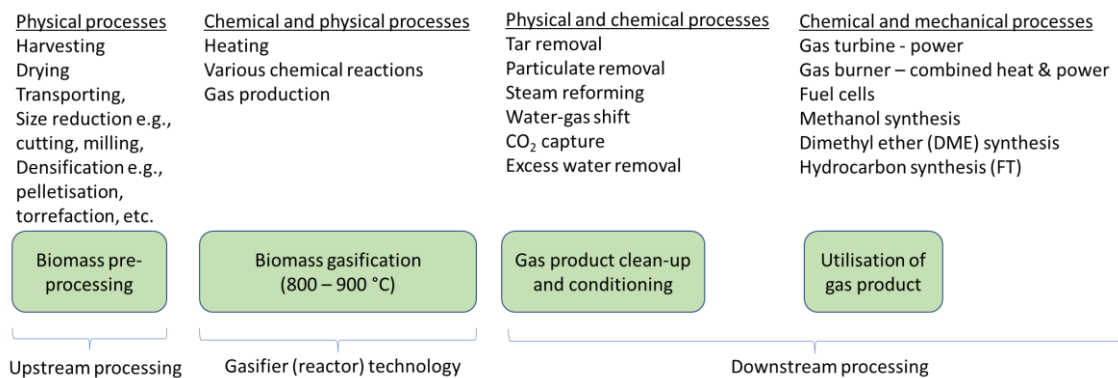 Physical processes
Harvesting
Drying
Transporting,
Size reduction e.g.,
cutting, milling,
Densification e.g.,
pelletisation,
torrefaction, etc.
Chemical and physical processes
Heating
Various chemical reactions
Gas production
Physical and chemical processes
Tar removal
Particulate removal
Steam reforming
Water-gas shift
CO₂ capture
Excess water removal
Chemical and mechanical processes
Gas turbine - power
Gas burner – combined heat & power
Fuel cells
Methanol synthesis
Dimethyl ether (DME) synthesis
Hydrocarbon synthesis (FT)
Biomass pre-
processing
Biomass gasification
(800 – 900 °C)
Gas product clean-up
and conditioning
Utilisation of
gas product
Upstream processing
Gasifier (reactor) technology
Downstream processing